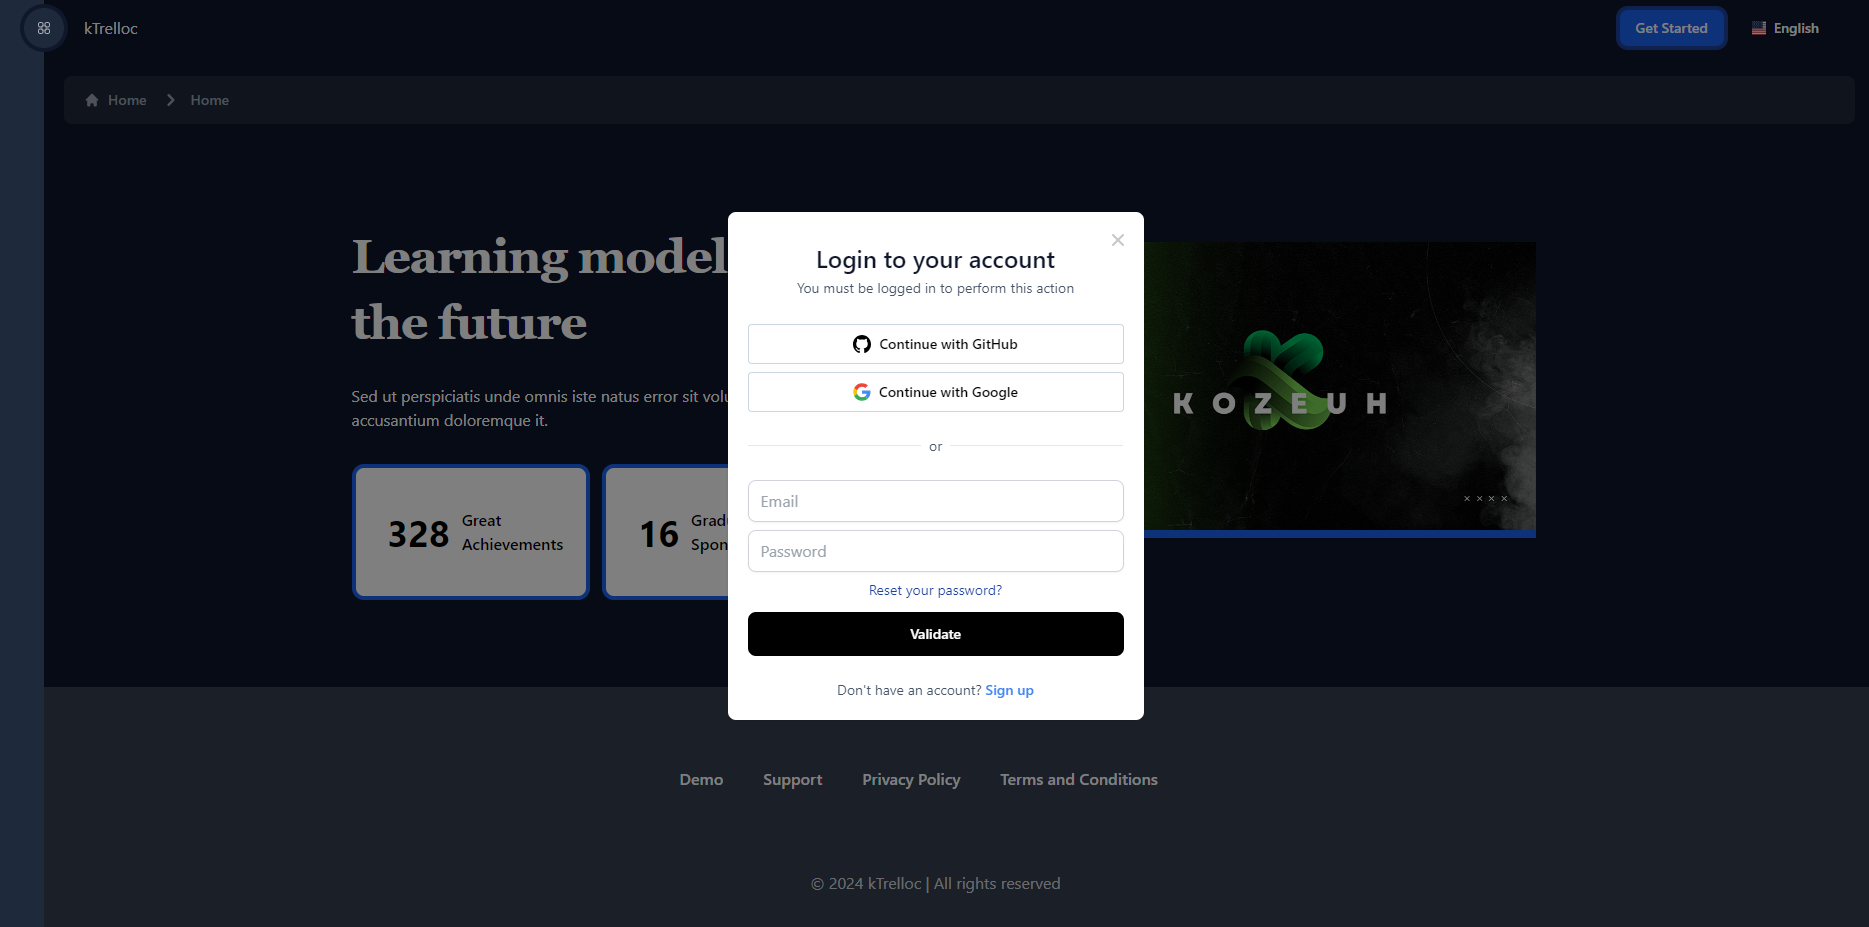 kTrelloc
Get Started
English
Home
Home
Learning model
the future
Sed ut perspiciatis unde omnis iste natus error sit
accusantium doloremque it.
328
Great
Achievements
16
Login to your account
You must be logged in to perform this action
Continue with GitHub
Continue with Google
or
Email
Password
Reset your password?
Validate
Don't have an account? Sign up
KOZEUH
Demo
Support
Privacy Policy
Terms and Conditions
© 2024 kTrelloc | All rights reserved